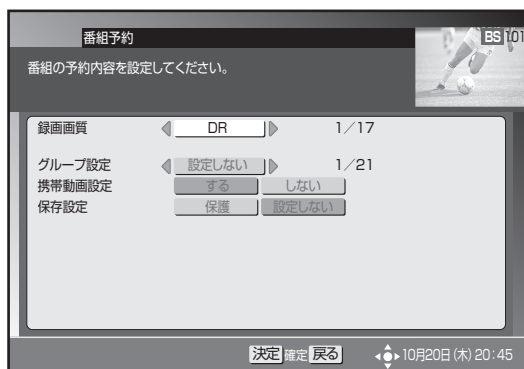 番組予約
BS 101
番組の予約内容を設定してください。
録画画質 DR 1／17
グループ設定 設定しない 1／21
携帯動画設定 する しない
保存設定 保護 設定しない
決定 確定 戻る 10月20日(木) 20:45